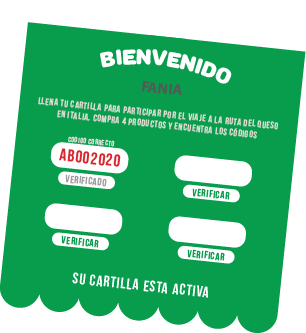 BIENVENIDO
FANIA
LLENA TU CARTILLA PARA PARTICIPAR POR EL VIAJE A LA RUTA DEL QUESO
EN ITALIA, COMPRA 4 PRODUCTOS Y ENCUENTRA LOS CÓDIGOS
CODIGO CORRECTO
AB002020
VERIFICADO
VERIFICAR
VERIFICAR
VERIFICAR
SU CARTILLA ESTA ACTIVA